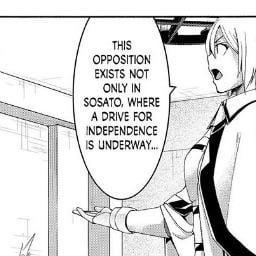 THIS
OPPOSITION
EXISTS NOT
ONLY IN
SOSATO, WHERE
A DRIVE FOR
INDEPENDENCE
IS UNDERWAY...